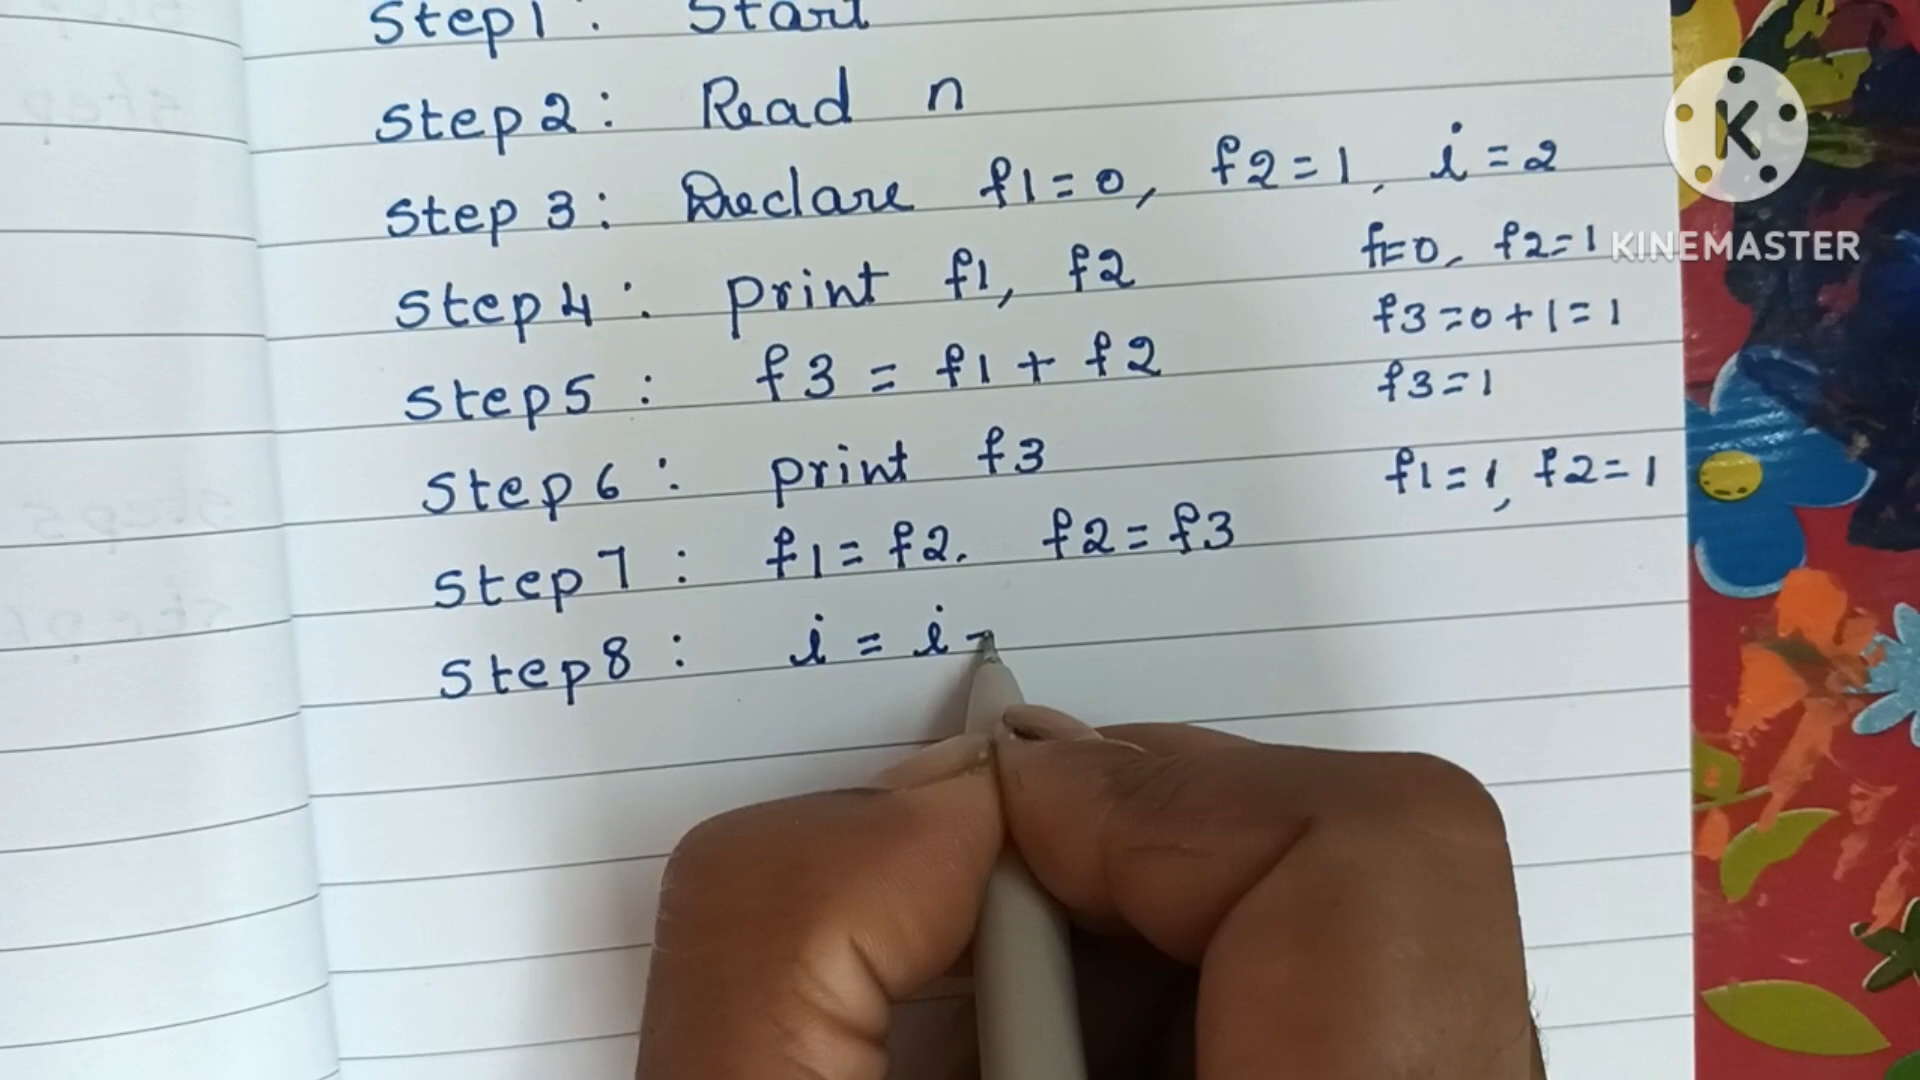 Step1: Start
Step2: Read n
Step 3: Declare f1=0, f2=1, i=2
f1=0, f2=1
KINEMASTER
Step4: print f1, f2
f3=0+1=1
Step5: f3 = f1 + f2
f3=1
Step6: print f3
f1=1, f2=1
Step7: f1=f2. f2=f3
Step8: i = i -